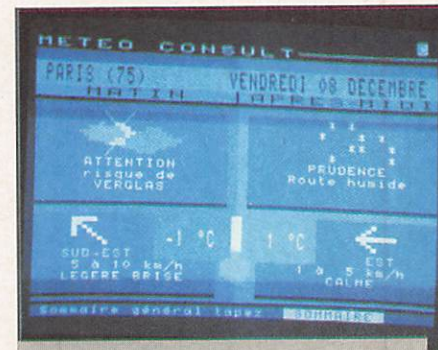 METEO CONSULT
PARIS (75) VENDREDI 08 DECEMBRE
MATIN APRES-MIDI
ATTENTION
risque de
VERGLAS
PRUDENCE
Route humide
-1 °C
1 °C
SUD-EST
5 à 10 km/h
LEGERE BRISE
EST
1 à 5 km/h
CALME
sommaire général tapez SOMMAIRE